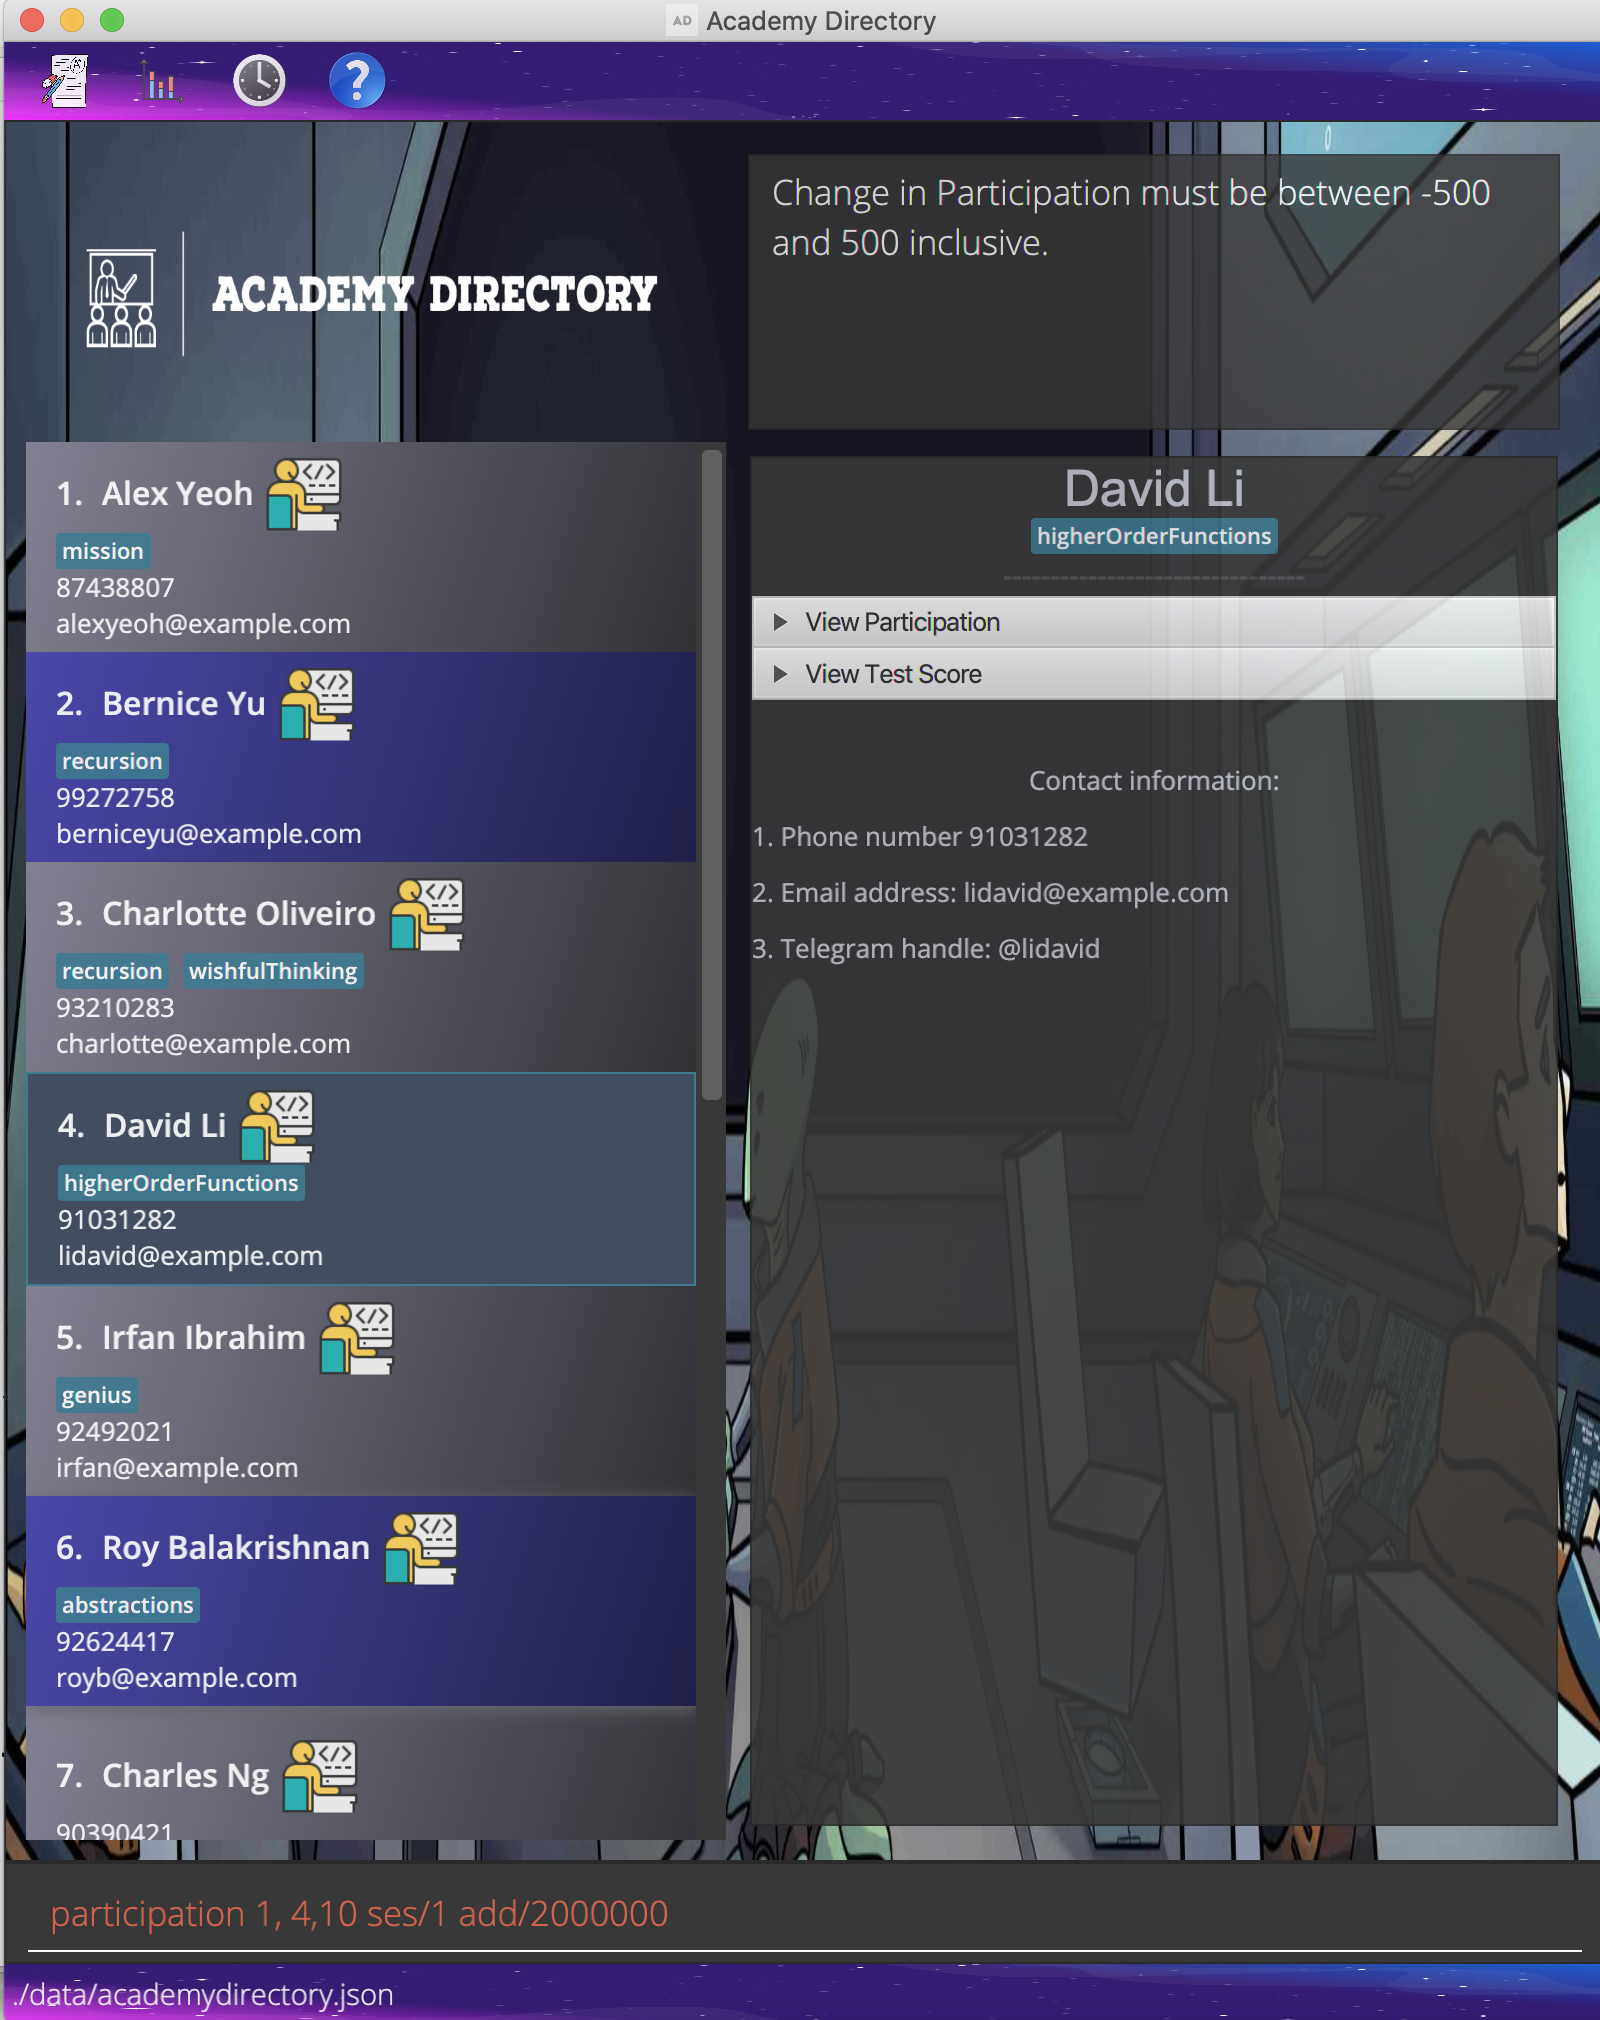 AD Academy Directory
ACADEMY DIRECTORY
Change in Participation must be between -500
and 500 inclusive.
1. Alex Yeoh
mission
87438807
alexyeoh@example.com
2. Bernice Yu
recursion
99272758
berniceyu@example.com
3. Charlotte Oliveiro
recursion wishfulThinking
93210283
charlotte@example.com
4. David Li
higherOrderFunctions
91031282
lidavid@example.com
5. Irfan Ibrahim
genius
92492021
irfan@example.com
6. Roy Balakrishnan
abstractions
92624417
royb@example.com
7. Charles Ng
90390421
David Li
higherOrderFunctions
--------------------------------
View Participation
View Test Score
Contact information:
1. Phone number 91031282
2. Email address: lidavid@example.com
3. Telegram handle: @lidavid
participation 1, 4,10 ses/1 add/2000000
./data/academydirectory.json